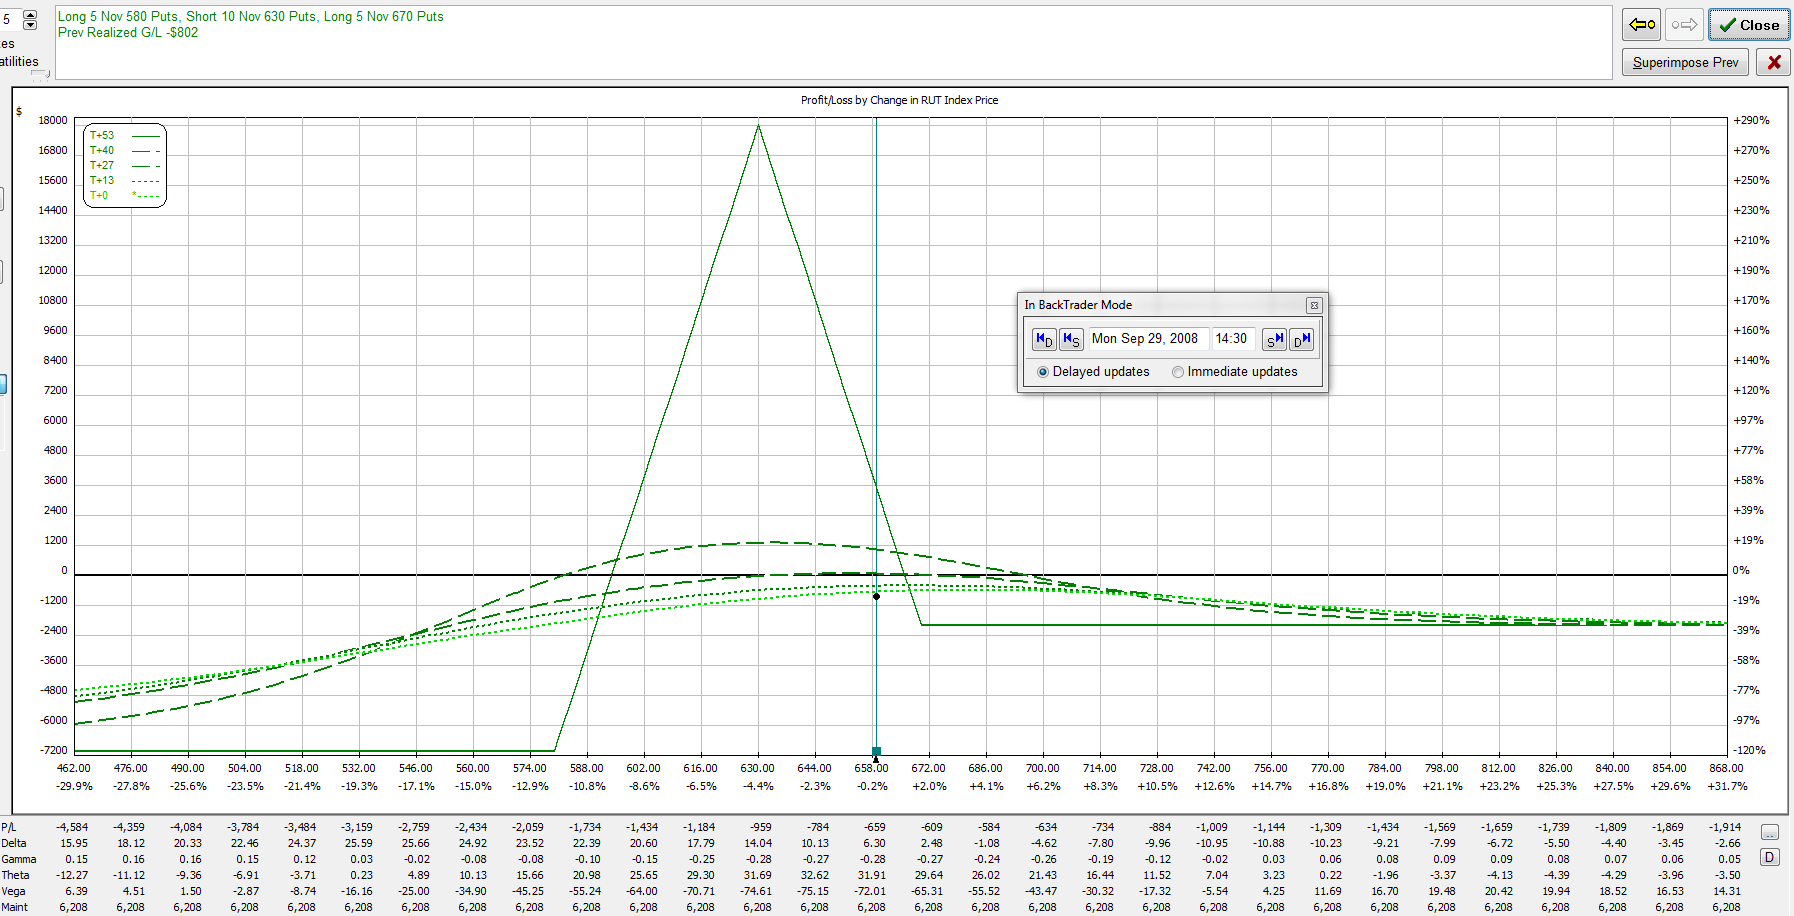 5
Long 5 Nov 580 Puts, Short 10 Nov 630 Puts, Long 5 Nov 670 Puts
Prev Realized G/L -$802
es
atilities
Close
Superimpose Prev
Profit/Loss by Change in RUT Index Price
$
18000
16800
15600
14400
13200
12000
10800
9600
8400
7200
6000
4800
3600
2400
1200
0
-1200
-2400
-3600
-4800
-6000
-7200
T+53
T+40
T+27
T+13
T+0 *
+290%
+270%
+250%
+230%
+210%
+190%
+170%
+160%
+140%
+120%
+97%
+77%
+58%
+39%
+19%
0%
-19%
-39%
-58%
-77%
-97%
-120%
In BackTrader Mode
D S Mon Sep 29, 2008 14:30 S D
Delayed updates Immediate updates
462.00 476.00 490.00 504.00 518.00 532.00 546.00 560.00 574.00 588.00 602.00 616.00 630.00 644.00 658.00 672.00 686.00 700.00 714.00 728.00 742.00 756.00 770.00 784.00 798.00 812.00 826.00 840.00 854.00 868.00
-29.9% -27.8% -25.6% -23.5% -21.4% -19.3% -17.1% -15.0% -12.9% -10.8% -8.6% -6.5% -4.4% -2.3% -0.2% +2.0% +4.1% +6.2% +8.3% +10.5% +12.6% +14.7% +16.8% +19.0% +21.1% +23.2% +25.3% +27.5% +29.6% +31.7%
P/L -4,584 -4,359 -4,084 -3,784 -3,484 -3,159 -2,759 -2,434 -2,059 -1,734 -1,434 -1,184 -959 -784 -659 -609 -584 -634 -734 -884 -1,009 -1,144 -1,309 -1,434 -1,569 -1,659 -1,739 -1,809 -1,869 -1,914 ...
Delta 15.95 18.12 20.33 22.46 24.37 25.59 25.66 24.92 23.52 22.39 20.60 17.79 14.04 10.13 6.30 2.48 -1.08 -4.62 -7.80 -9.96 -10.95 -10.88 -10.23 -9.21 -7.99 -6.72 -5.50 -4.40 -3.45 -2.66
Gamma 0.15 0.16 0.16 0.15 0.12 0.03 -0.02 -0.08 -0.08 -0.10 -0.15 -0.25 -0.28 -0.27 -0.28 -0.27 -0.24 -0.26 -0.19 -0.12 -0.02 0.03 0.06 0.08 0.09 0.09 0.08 0.07 0.06 0.05 D
Theta -12.27 -11.12 -9.36 -6.91 -3.71 0.23 4.89 10.13 15.66 20.98 25.65 29.30 31.69 32.62 31.91 29.64 26.02 21.43 16.44 11.52 7.04 3.23 0.22 -1.96 -3.37 -4.13 -4.39 -4.29 -3.96 -3.50
Vega 6.39 4.51 1.50 -2.87 -8.74 -16.16 -25.00 -34.90 -45.25 -55.24 -64.00 -70.71 -74.61 -75.15 -72.01 -65.31 -55.52 -43.47 -30.32 -17.32 -5.54 4.25 11.69 16.70 19.48 20.42 19.94 18.52 16.53 14.31
Maint 6,208 6,208 6,208 6,208 6,208 6,208 6,208 6,208 6,208 6,208 6,208 6,208 6,208 6,208 6,208 6,208 6,208 6,208 6,208 6,208 6,208 6,208 6,208 6,208 6,208 6,208 6,208 6,208 6,208 6,208